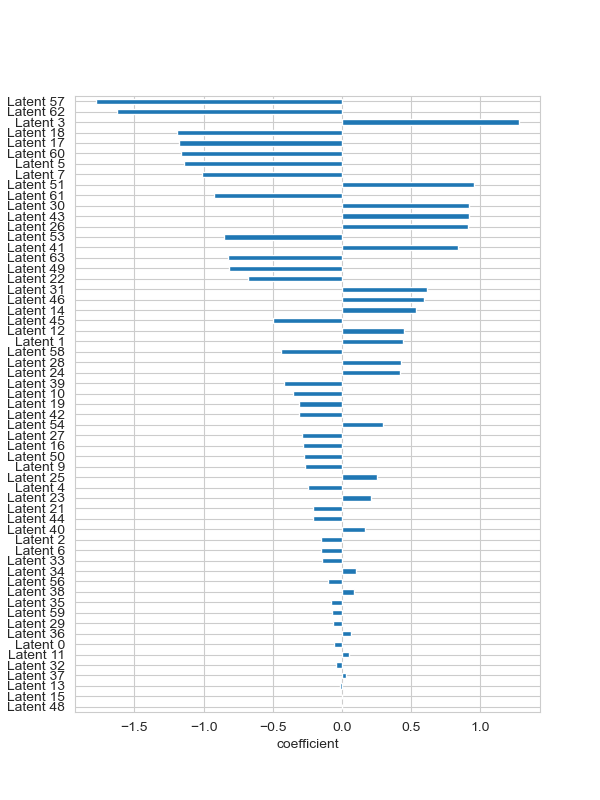 Latent 57
Latent 62
Latent 3
Latent 18
Latent 17
Latent 60
Latent 5
Latent 7
Latent 51
Latent 61
Latent 30
Latent 43
Latent 26
Latent 53
Latent 41
Latent 63
Latent 49
Latent 22
Latent 31
Latent 46
Latent 14
Latent 45
Latent 12
Latent 1
Latent 58
Latent 28
Latent 24
Latent 39
Latent 10
Latent 19
Latent 42
Latent 54
Latent 27
Latent 16
Latent 50
Latent 9
Latent 25
Latent 4
Latent 23
Latent 21
Latent 44
Latent 40
Latent 2
Latent 6
Latent 33
Latent 34
Latent 56
Latent 38
Latent 35
Latent 59
Latent 29
Latent 36
Latent 0
Latent 11
Latent 32
Latent 37
Latent 13
Latent 15
Latent 48
−1.5 −1.0 −0.5 0.0 0.5 1.0
coefficient